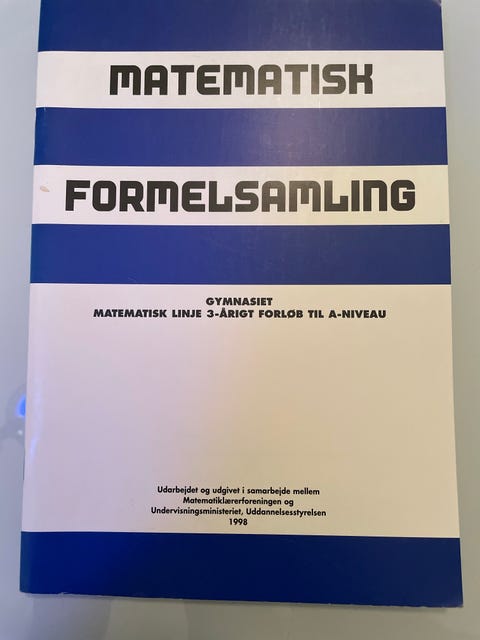 MATEMATISK
FORMELSAMLING
GYMNASIET
MATEMATISK LINJE 3-ÅRIGT FORLØB TIL A-NIVEAU
Udarbejdet og udgivet i samarbejde mellem
Matematiklærerforeningen og
Undervisningsministeriet, Uddannelsesstyrelsen
1998